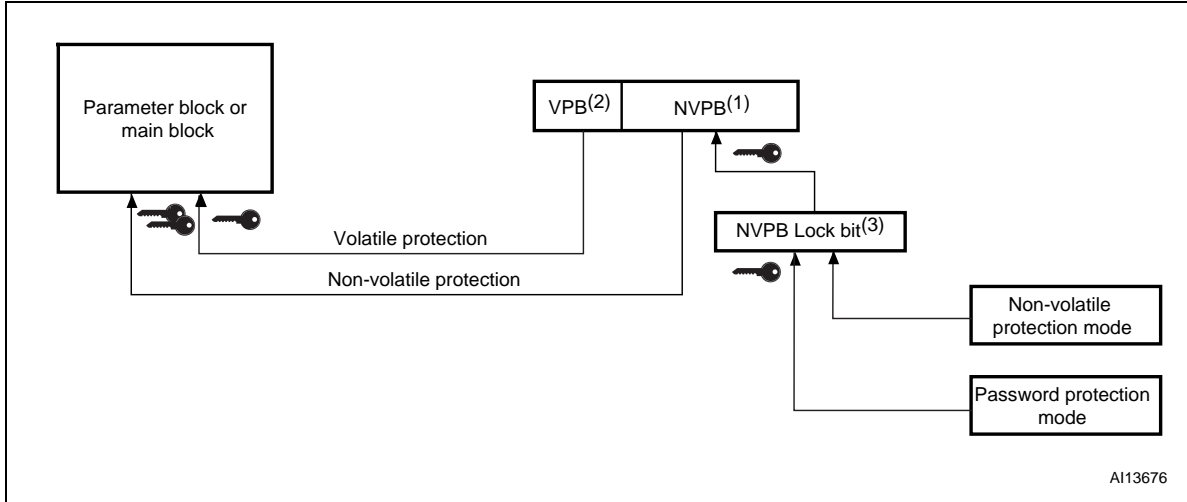 Parameter block or
main block
VPB(2)
NVPB(1)
NVPB Lock bit(3)
Volatile protection
Non-volatile protection
Non-volatile
protection mode
Password protection
mode
AI13676